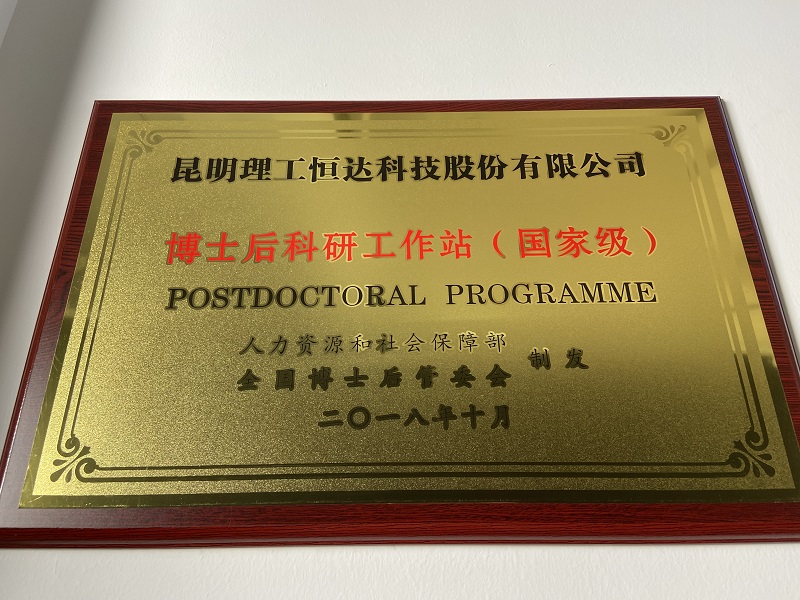 昆明理工恒达科技股份有限公司
博士后科研工作站（国家级）
POSTDOCTORAL PROGRAMME
人力资源和社会保障部
全国博士后管委会 制发
二〇一八年十月